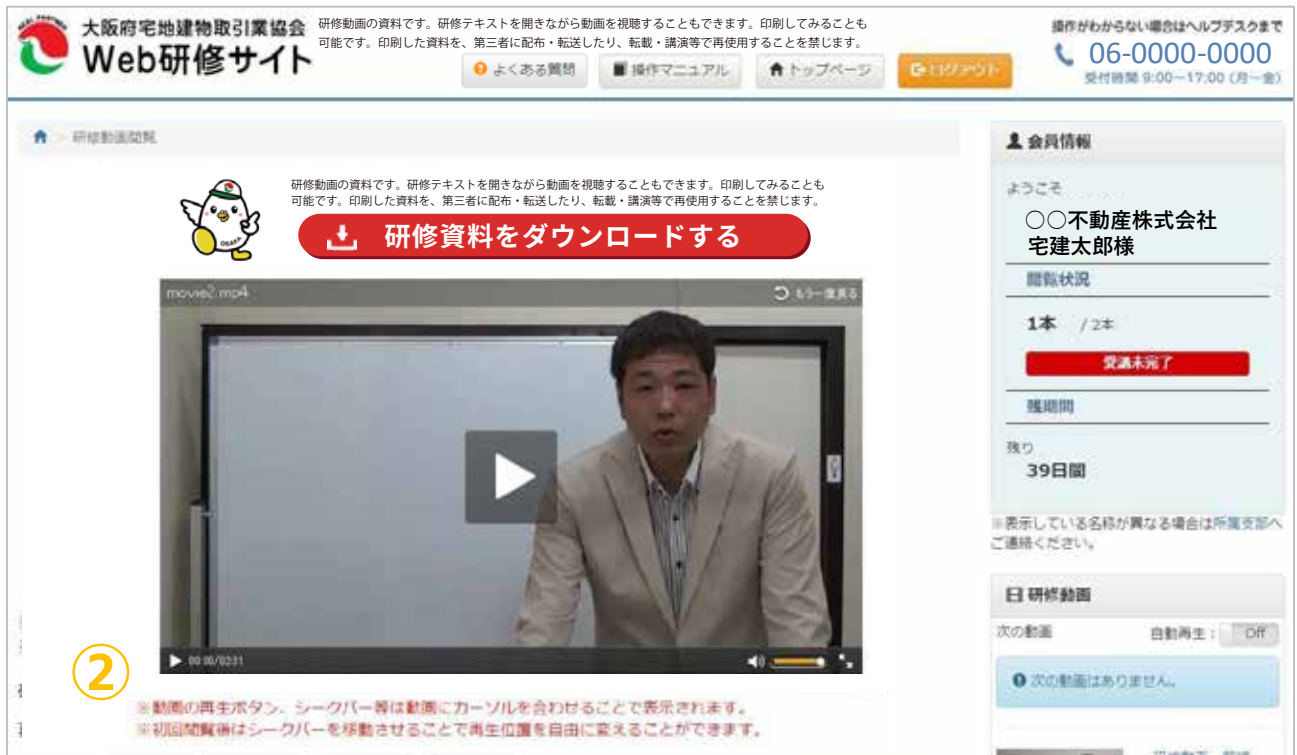 大阪府宅地建物取引業協会
Web研修サイト
研修動画の資料です。研修テキストを開きながら動画を視聴することもできます。印刷してみることも
可能です。印刷した資料を、第三者に配布・転送したり、転載・講演等で再使用することを禁じます。
よくある質問
操作マニュアル
トップページ
ログアウト
操作がわからない場合はヘルプデスクまで
06-0000-0000
受付時間 9:00〜17:00（月〜金）
研修動画閲覧
研修動画の資料です。研修テキストを開きながら動画を視聴することもできます。印刷してみることも
可能です。印刷した資料を、第三者に配布・転送したり、転載・講演等で再使用することを禁じます。
OSAKA
研修資料をダウンロードする
movie2.mp4
もう一度見る
00:00/02:31
②
※動画の再生ボタン、シークバー等は動画にカーソルを合わせることで表示されます。
※初回閲覧後はシークバーを移動させることで再生位置を自由に変えることができます。
会員情報
ようこそ
○○不動産株式会社
宅建太郎様
閲覧状況
1本 / 2本
受講未完了
残期間
残り
39日間
※表示している名称が異なる場合は所属支部へ
ご連絡ください。
研修動画
次の動画 自動再生： Off
次の動画はありません。